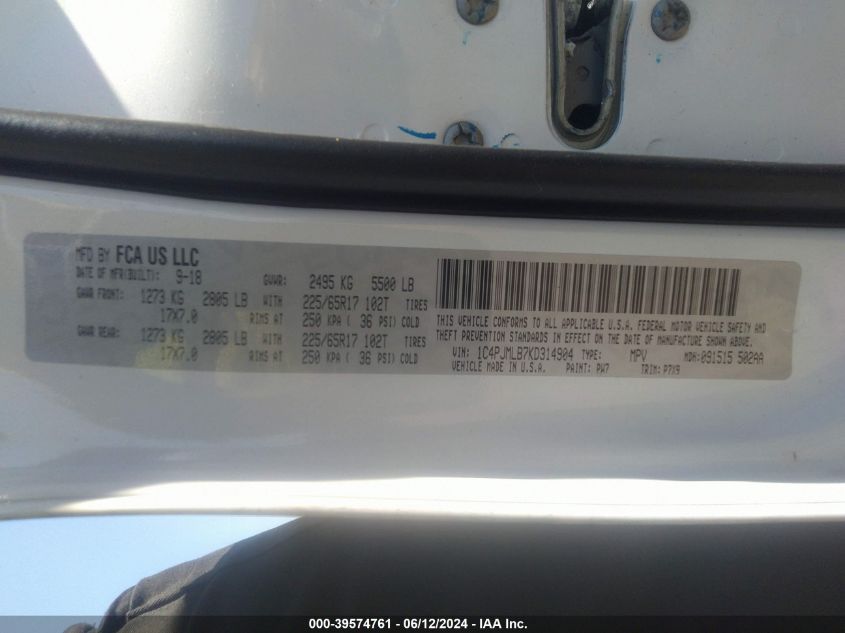 MFD BY FCA US LLC
DATE OF MFR(BUILT): 9-18 GVWR: 2495 KG 5500 LB
GAWR FRONT: 1273 KG 2805 LB WITH 225/65R17 102T TIRES
17X7.0 RIMS AT 250 KPA ( 36 PSI) COLD
GAWR REAR: 1273 KG 2805 LB WITH 225/65R17 102T TIRES
17X7.0 RIMS AT 250 KPA ( 36 PSI) COLD
THIS VEHICLE CONFORMS TO ALL APPLICABLE U.S.A. FEDERAL MOTOR VEHICLE SAFETY AND
THEFT PREVENTION STANDARDS IN EFFECT ON THE DATE OF MANUFACTURE SHOWN ABOVE.
VIN: 1C4PJMLB7KD314904 TYPE: MPV MDH:091515 502AA
VEHICLE MADE IN U.S.A. PAINT: PW7 TRIM: P7X9
000-39574761 - 06/12/2024 - IAA Inc.